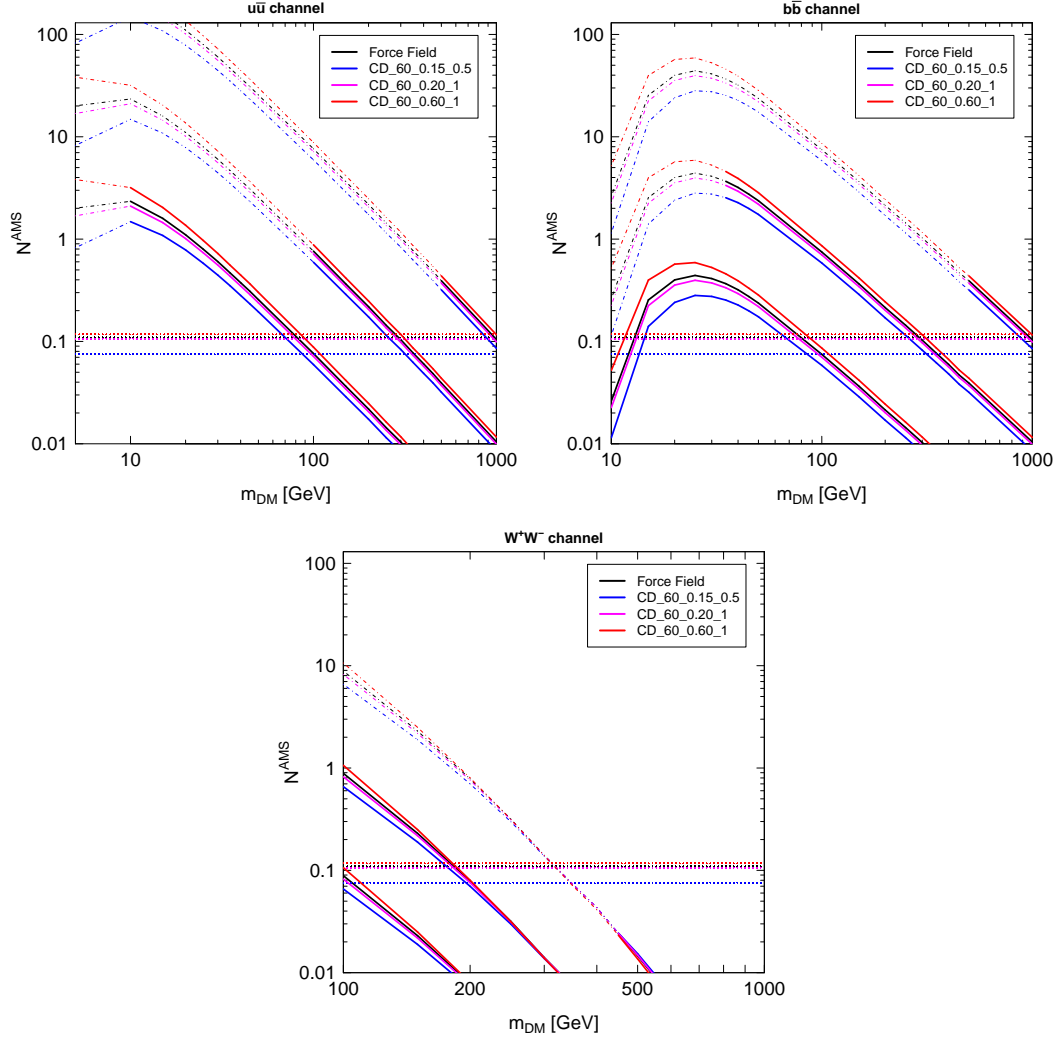 uū channel
N^AMS
100
10
1
0.1
0.01
Force Field
CD_60_0.15_0.5
CD_60_0.20_1
CD_60_0.60_1
10
100
1000
m_DM [GeV]
bb̄ channel
N^AMS
100
10
1
0.1
0.01
Force Field
CD_60_0.15_0.5
CD_60_0.20_1
CD_60_0.60_1
10
100
1000
m_DM [GeV]
W⁺W⁻ channel
N^AMS
100
10
1
0.1
0.01
Force Field
CD_60_0.15_0.5
CD_60_0.20_1
CD_60_0.60_1
100
200
500
1000
m_DM [GeV]